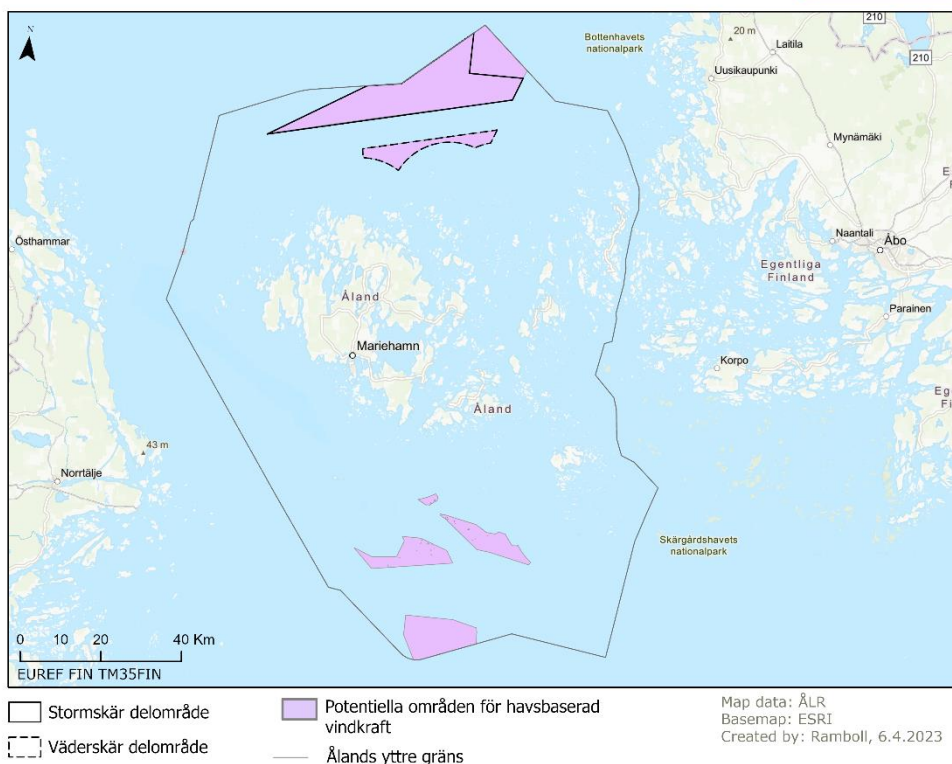 N
Bottenhavets
nationalpark
20 m
210
Laitila
210
Uusikaupunki
Mynämäki
Östhammar
Naantali
Åbo
Egentliga
Finland
Åland
Parainen
Mariehamn
Korpo
Åland
43 m
Norrtälje
Skärgårdshavets
nationalpark
0 10 20 40 Km
EUREF FIN TM35FIN
Stormskär delområde
Väderskär delområde
Potentiella områden för havsbaserad
vindkraft
Ålands yttre gräns
Map data: ÅLR
Basemap: ESRI
Created by: Ramboll, 6.4.2023